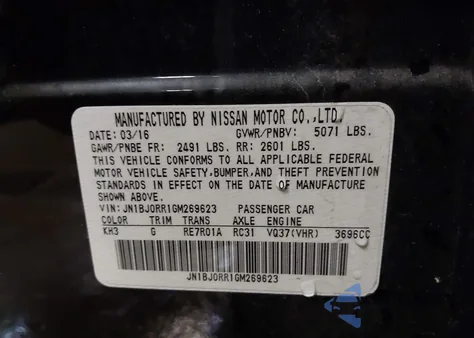 MANUFACTURED BY NISSAN MOTOR CO.,LTD.
DATE: 03/16 GVWR/PNBV: 5071 LBS.
GAWR/PNBE FR: 2491 LBS. RR: 2601 LBS.
THIS VEHICLE CONFORMS TO ALL APPLICABLE FEDERAL
MOTOR VEHICLE SAFETY,BUMPER,AND THEFT PREVENTION
STANDARDS IN EFFECT ON THE DATE OF MANUFACTURE
SHOWN ABOVE.
VIN: JN1BJ0RR1GM269623 PASSENGER CAR
COLOR TRIM TRANS AXLE ENGINE
KH3 G RE7R01A RC31 VQ37(VHR) 3696CC
JN1BJ0RR1GM269623